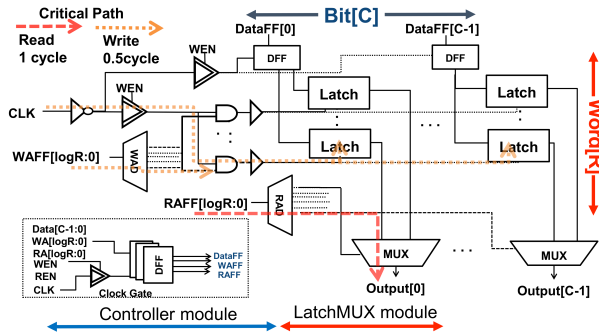 Critical Path
Read
1 cycle
Write
0.5cycle
Bit[C]
DataFF[0]
DataFF[C-1]
WEN
DFF
DFF
WEN
Latch
Latch
CLK
Word[R]
Latch
Latch
WAFF[logR:0]
WAD
RAFF[logR:0]
RAD
Data[C-1:0]
WA[logR:0]
RA[logR:0]
WEN
REN
CLK
DFF
DataFF
WAFF
RAFF
Clock Gate
MUX
MUX
Output[0]
Output[C-1]
Controller module
LatchMUX module